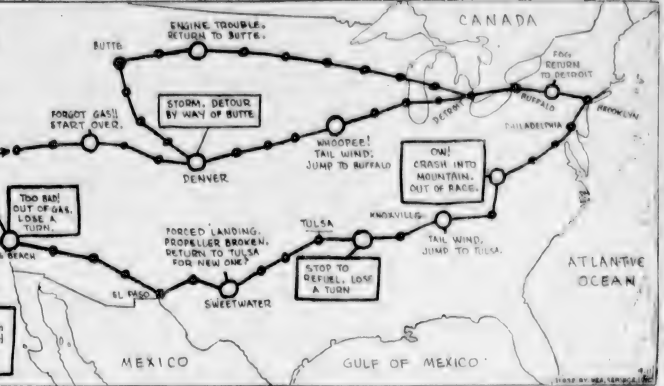 CANADA
ENGINE TROUBLE.
RETURN TO BUTTE.
BUTTE
FOG.
RETURN
TO DETROIT
FORGOT GAS!!
START OVER.
STORM. DETOUR
BY WAY OF BUTTE
DETROIT
BUFFALO
BROOKLYN
PHILADELPHIA
WHOOPEE!
TAIL WIND.
JUMP TO BUFFALO
DENVER
OW!
CRASH INTO
MOUNTAIN.
OUT OF RACE.
TOO BAD!
OUT OF GAS.
LOSE A
TURN.
BEACH
FORCED LANDING.
PROPELLER BROKEN.
RETURN TO TULSA
FOR NEW ONE?
TULSA
KNOXVILLE
TAIL WIND.
JUMP TO TULSA.
STOP TO
REFUEL, LOSE
A TURN
EL PASO
SWEETWATER
ATLANTIC
OCEAN
MEXICO
GULF OF MEXICO
BY NEA SERVICE